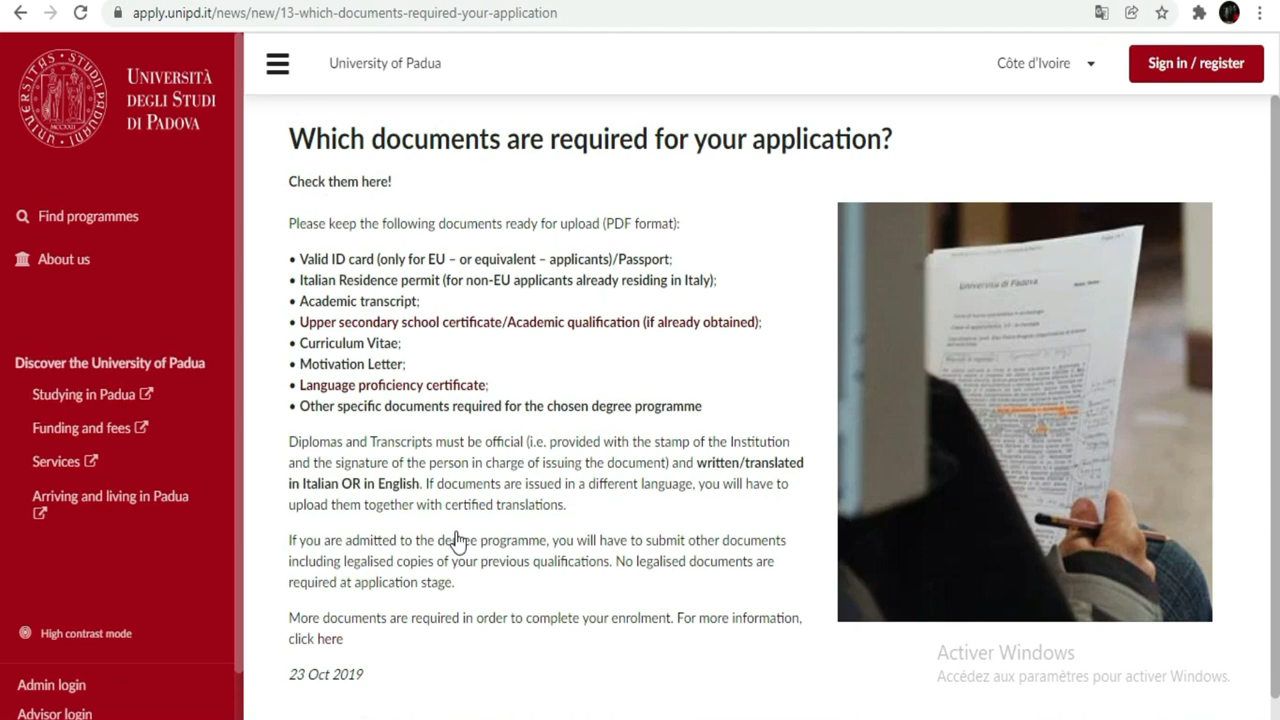 apply.unipd.it/news/new/13-which-documents-required-your-application
UNIVERSITÀ
DEGLI STUDI
DI PADOVA
University of Padua
Côte d'Ivoire
Sign in / register
Find programmes
About us
Discover the University of Padua
Studying in Padua
Funding and fees
Services
Arriving and living in Padua
High contrast mode
Admin login
Advisor login
Which documents are required for your application?
Check them here!
Please keep the following documents ready for upload (PDF format):
• Valid ID card (only for EU – or equivalent – applicants)/Passport;
• Italian Residence permit (for non-EU applicants already residing in Italy);
• Academic transcript;
• Upper secondary school certificate/Academic qualification (if already obtained);
• Curriculum Vitae;
• Motivation Letter;
• Language proficiency certificate;
• Other specific documents required for the chosen degree programme
Diplomas and Transcripts must be official (i.e. provided with the stamp of the Institution
and the signature of the person in charge of issuing the document) and written/translated
in Italian OR in English. If documents are issued in a different language, you will have to
upload them together with certified translations.
If you are admitted to the degree programme, you will have to submit other documents
including legalised copies of your previous qualifications. No legalised documents are
required at application stage.
More documents are required in order to complete your enrolment. For more information,
click here
23 Oct 2019
Università di Padova
Activer Windows
Accédez aux paramètres pour activer Windows.